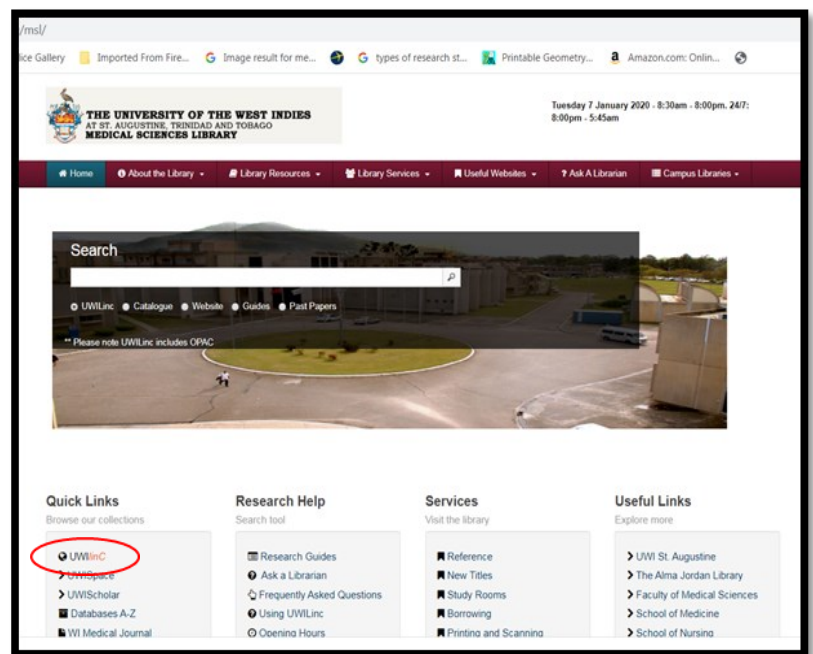 /msl/
ice Gallery Imported From Fire... Image result for me... types of research st... Printable Geometry... Amazon.com: Onlin...
THE UNIVERSITY OF THE WEST INDIES
AT ST. AUGUSTINE, TRINIDAD AND TOBAGO
MEDICAL SCIENCES LIBRARY
Tuesday 7 January 2020 - 8:30am - 8:00pm. 24/7:
8:00pm - 5:45am
Home About the Library Library Resources Library Services Useful Websites ? Ask A Librarian Campus Libraries
Search
UWILinc Catalogue Website Guides Past Papers
** Please note UWILinc includes OPAC
Quick Links Research Help Services Useful Links
Browse our collections Search tool Visit the library Explore more
UWIlinC Research Guides Reference UWI St. Augustine
UWISpace Ask a Librarian New Titles The Alma Jordan Library
UWIScholar Frequently Asked Questions Study Rooms Faculty of Medical Sciences
Databases A-Z Using UWILinc Borrowing School of Medicine
WI Medical Journal Opening Hours Printing and Scanning School of Nursing